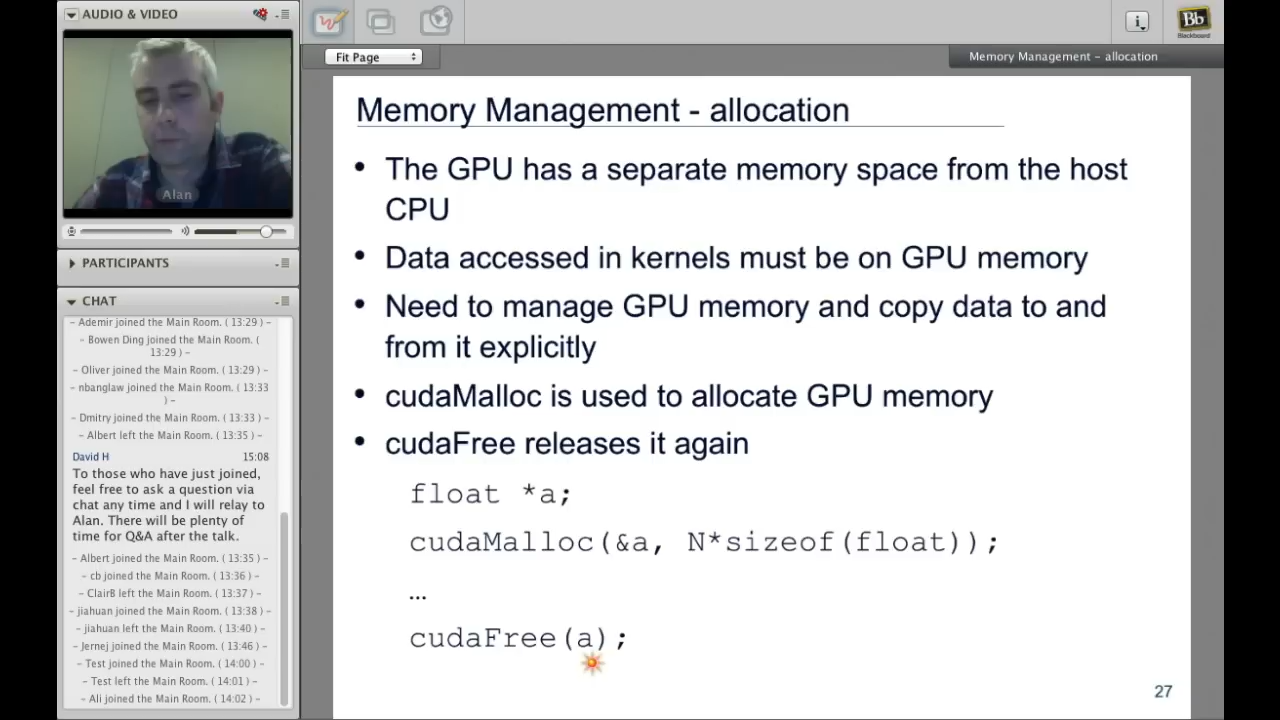 AUDIO & VIDEO
Alan
PARTICIPANTS
CHAT
- Ademir joined the Main Room. ( 13:29 ) -
- Bowen Ding joined the Main Room. (
13:29 ) -
- Oliver joined the Main Room. ( 13:29 ) -
- nbanglaw joined the Main Room. ( 13:33
) -
- Dmitry joined the Main Room. ( 13:33 ) -
- Albert left the Main Room. ( 13:35 ) -
David H 15:08
To those who have just joined,
feel free to ask a question via
chat any time and I will relay to
Alan. There will be plenty of
time for Q&A after the talk.
- Albert joined the Main Room. ( 13:35 ) -
- cb joined the Main Room. ( 13:36 ) -
- ClairB left the Main Room. ( 13:37 ) -
- jiahuan joined the Main Room. ( 13:38 ) -
- jiahuan left the Main Room. ( 13:40 ) -
- Jernej joined the Main Room. ( 13:46 ) -
- Test joined the Main Room. ( 14:00 ) -
- Test left the Main Room. ( 14:01 ) -
- Ali joined the Main Room. ( 14:02 ) -
i
Bb
Blackboard
Fit Page
Memory Management - allocation
Memory Management - allocation
• The GPU has a separate memory space from the host
CPU
• Data accessed in kernels must be on GPU memory
• Need to manage GPU memory and copy data to and
from it explicitly
• cudaMalloc is used to allocate GPU memory
• cudaFree releases it again
float *a;
cudaMalloc(&a, N*sizeof(float));
…
cudaFree(a);
27